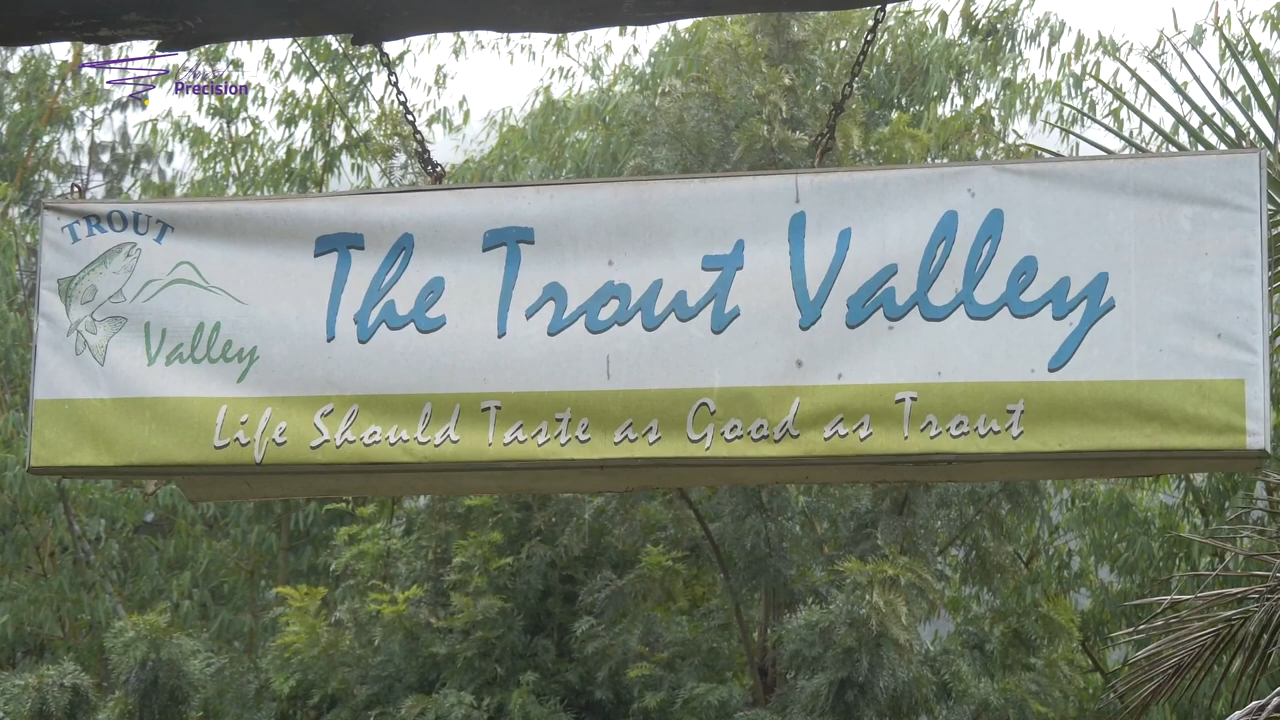 Precision
TROUT
Valley
The Trout Valley
Life Should Taste as Good as Trout